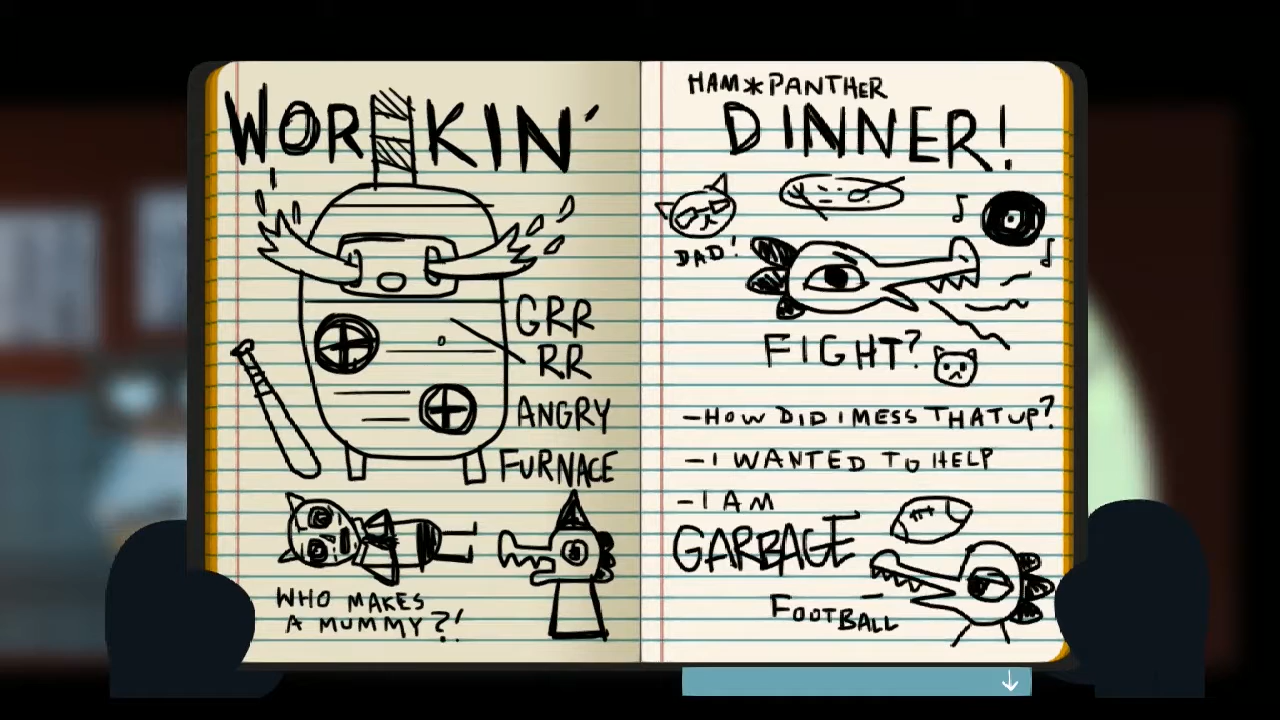 WORKIN'
GRR
RR
ANGRY
FURNACE
WHO MAKES
A MUMMY?!
HAM*PANTHER
DINNER!
DAD!
FIGHT?
-HOW DID I MESS THAT UP?
-I WANTED TO HELP
-I AM
GARBAGE
FOOTBALL